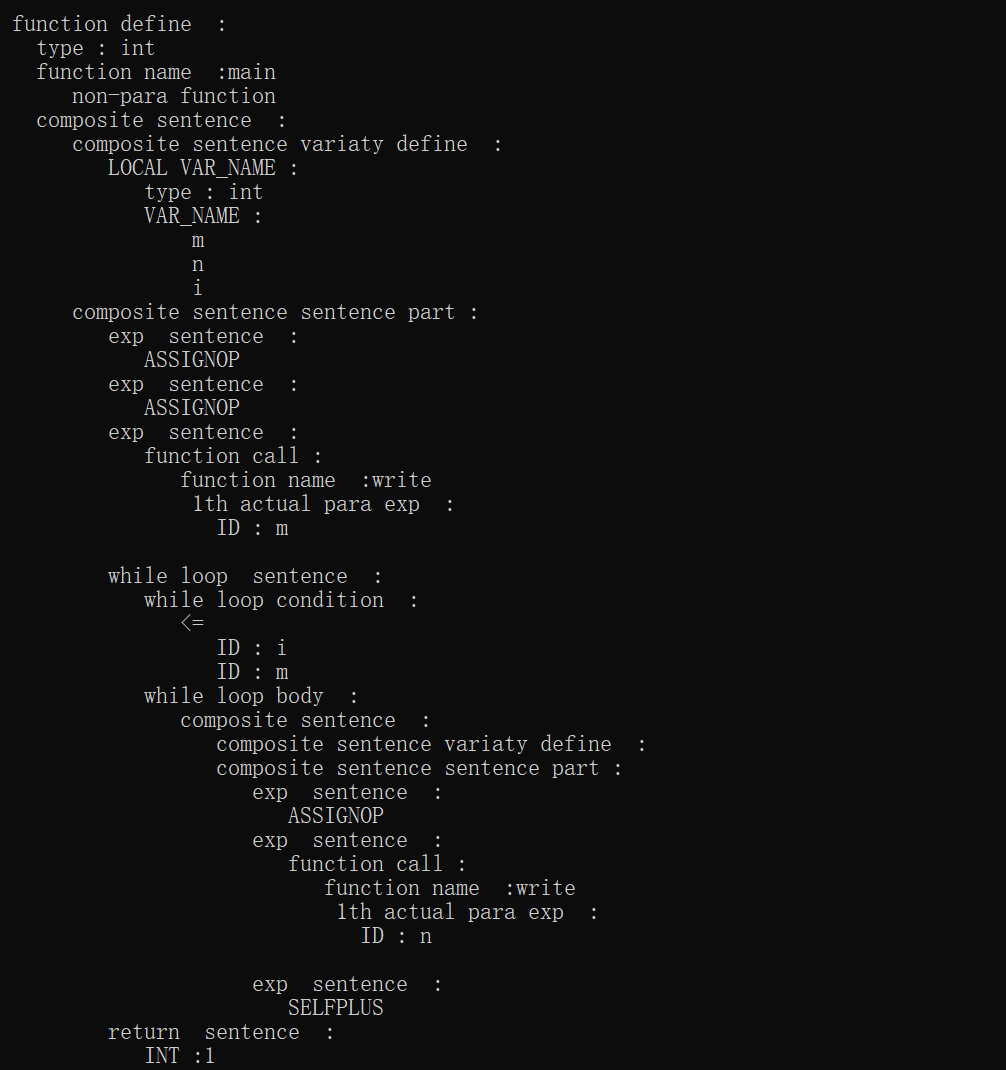 function define  :
  type : int
  function name  :main
     non-para function
  composite sentence  :
     composite sentence variaty define  :
        LOCAL VAR_NAME :
           type : int
           VAR_NAME :
               m
               n
               i
     composite sentence sentence part :
        exp  sentence  :
           ASSIGNOP
        exp  sentence  :
           ASSIGNOP
        exp  sentence  :
           function call :
              function name  :write
               1th actual para exp  :
                 ID : m

        while loop  sentence  :
           while loop condition  :
              <=
                 ID : i
                 ID : m
           while loop body  :
              composite sentence  :
                 composite sentence variaty define  :
                 composite sentence sentence part :
                    exp  sentence  :
                       ASSIGNOP
                    exp  sentence  :
                       function call :
                          function name  :write
                           1th actual para exp  :
                             ID : n

                    exp  sentence  :
                       SELFPLUS
        return  sentence  :
           INT :1